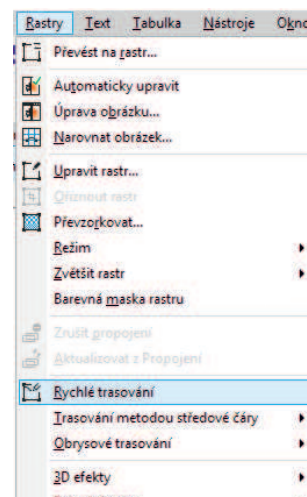 Rastry Text Tabulka Nástroje Okno
Převést na rastr...
Automaticky upravit
Úprava obrázku...
Narovnat obrázek...
Upravit rastr...
Oříznout rastr
Převzorkovat...
Režim
Zvětšit rastr
Barevná maska rastru
Zrušit propojení
Aktualizovat z Propojení
Rychlé trasování
Trasování metodou středové čáry
Obrysové trasování
3D efekty